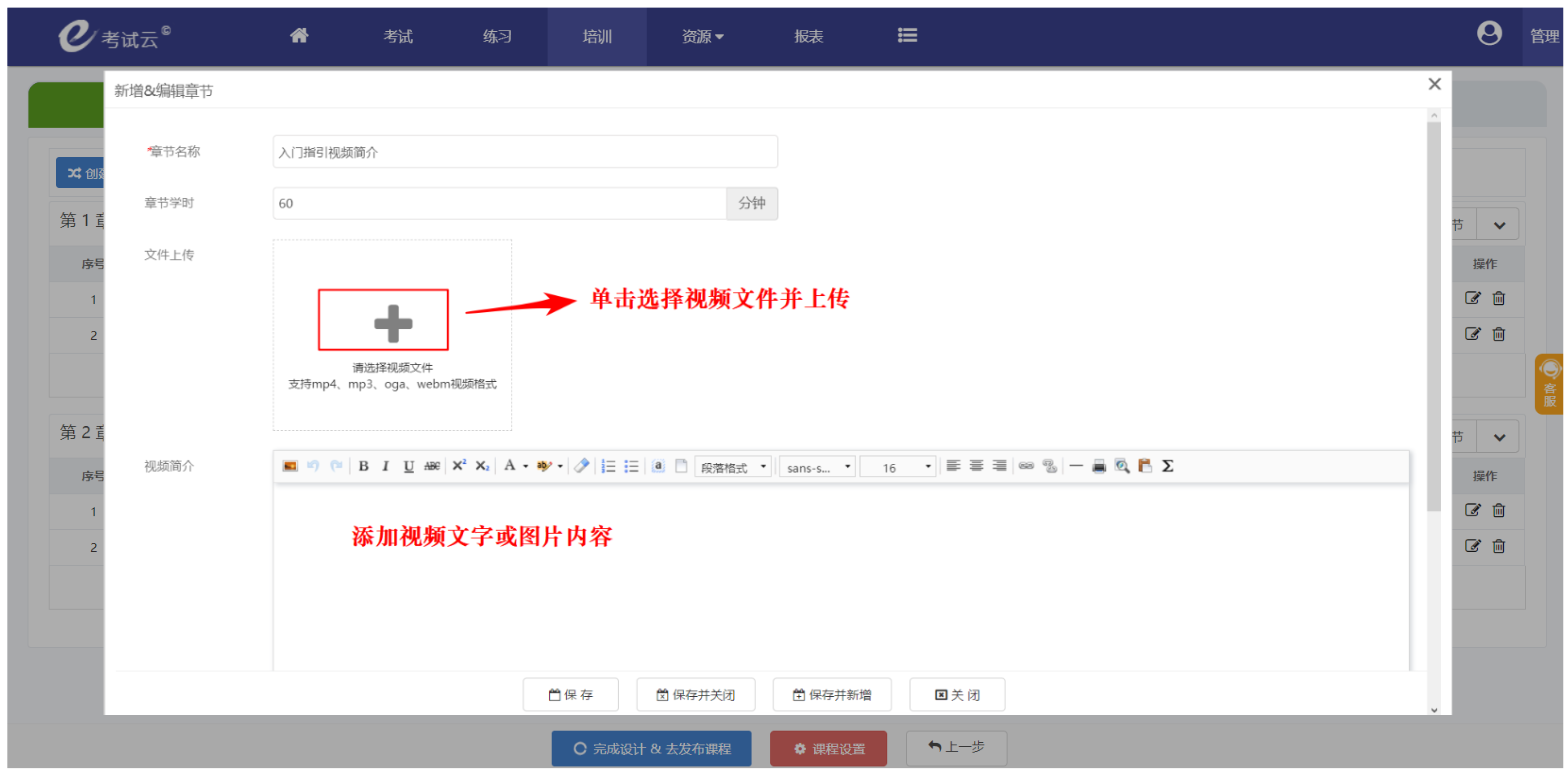 e 考试云©
考试
练习
培训
资源
报表
管理
新增&编辑章节
*章节名称
入门指引视频简介
章节学时
60
分钟
文件上传
单击选择视频文件并上传
请选择视频文件
支持mp4、mp3、oga、webm视频格式
视频简介
B I U ABC X² X₂ A ab a 段落格式 sans-s... 16 Σ
添加视频文字或图片内容
保 存
保存并关闭
保存并新增
关 闭
第 1 章
节
序号
操作
1
2
第 2 章
节
序号
操作
1
2
客服
完成设计 & 去发布课程
课程设置
上一步